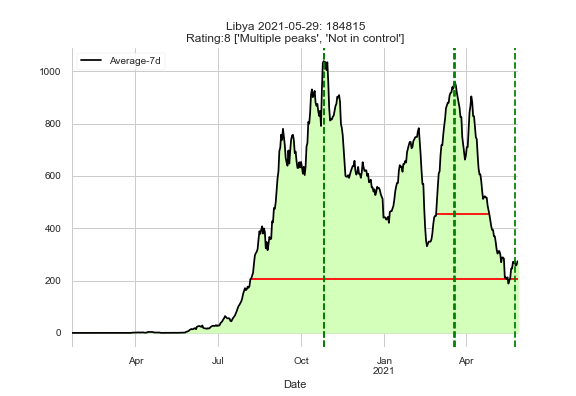 Libya 2021-05-29: 184815
Rating:8 ['Multiple peaks', 'Not in control']
Average-7d
1000
800
600
400
200
0
Apr
Jul
Oct
Jan
2021
Apr
Date